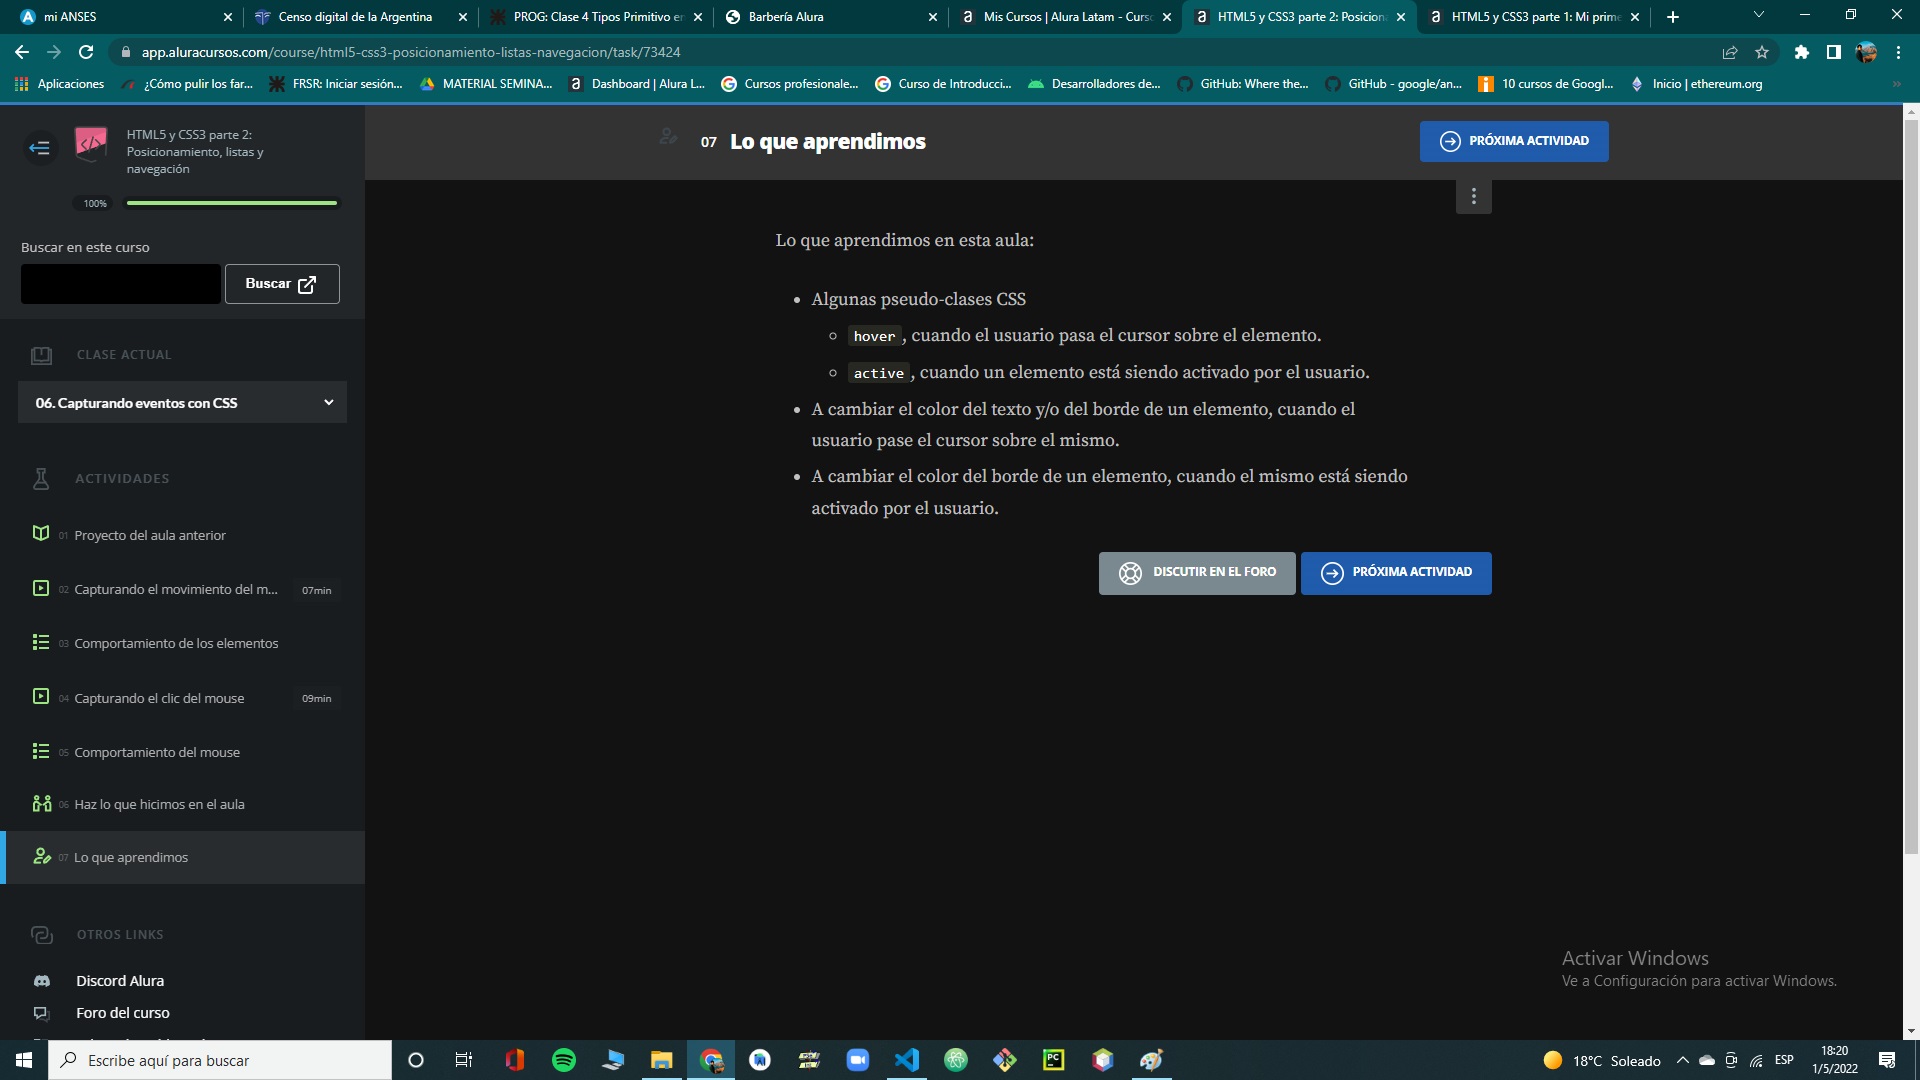 mi ANSES
Censo digital de la Argentina
PROG: Clase 4 Tipos Primitivo en
Barbería Alura
Mis Cursos | Alura Latam - Curso
HTML5 y CSS3 parte 2: Posiciona
HTML5 y CSS3 parte 1: Mi prime
app.aluracursos.com/course/html5-css3-posicionamiento-listas-navegacion/task/73424
Aplicaciones
¿Cómo pulir los far...
FRSR: Iniciar sesión...
MATERIAL SEMINA...
Dashboard | Alura L...
Cursos profesionale...
Curso de Introducci...
Desarrolladores de...
GitHub: Where the...
GitHub - google/an...
10 cursos de Googl...
Inicio | ethereum.org
HTML5 y CSS3 parte 2:
Posicionamiento, listas y
navegación
100%
Buscar en este curso
Buscar
CLASE ACTUAL
06. Capturando eventos con CSS
ACTIVIDADES
01 Proyecto del aula anterior
02 Capturando el movimiento del m... 07min
03 Comportamiento de los elementos
04 Capturando el clic del mouse 09min
05 Comportamiento del mouse
06 Haz lo que hicimos en el aula
07 Lo que aprendimos
OTROS LINKS
Discord Alura
Foro del curso
07 Lo que aprendimos
PRÓXIMA ACTIVIDAD
Lo que aprendimos en esta aula:
• Algunas pseudo-clases CSS
◦ hover , cuando el usuario pasa el cursor sobre el elemento.
◦ active , cuando un elemento está siendo activado por el usuario.
• A cambiar el color del texto y/o del borde de un elemento, cuando el
usuario pase el cursor sobre el mismo.
• A cambiar el color del borde de un elemento, cuando el mismo está siendo
activado por el usuario.
DISCUTIR EN EL FORO
PRÓXIMA ACTIVIDAD
Activar Windows
Ve a Configuración para activar Windows.
Escribe aquí para buscar
18°C Soleado
ESP
18:20
1/5/2022